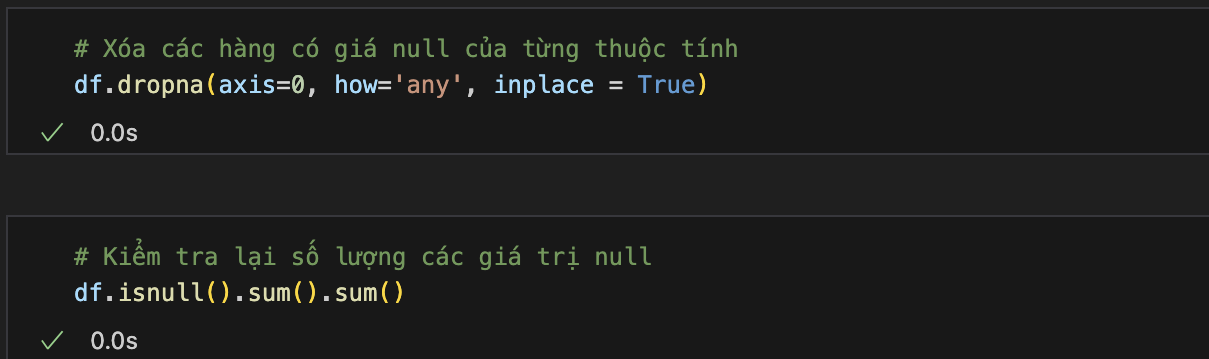 # Xóa các hàng có giá null của từng thuộc tính
df.dropna(axis=0, how='any', inplace = True)
0.0s
# Kiểm tra lại số lượng các giá trị null
df.isnull().sum().sum()
0.0s